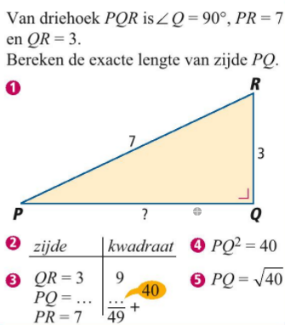 Van driehoek PQR is ∠Q = 90°, PR = 7
en QR = 3.
Bereken de exacte lengte van zijde PQ.
1
R
7
3
P
?
Q
2 zijde kwadraat
3 QR = 3 9
PQ = ... ... 40
PR = 7 49 +
4 PQ² = 40
5 PQ = √40